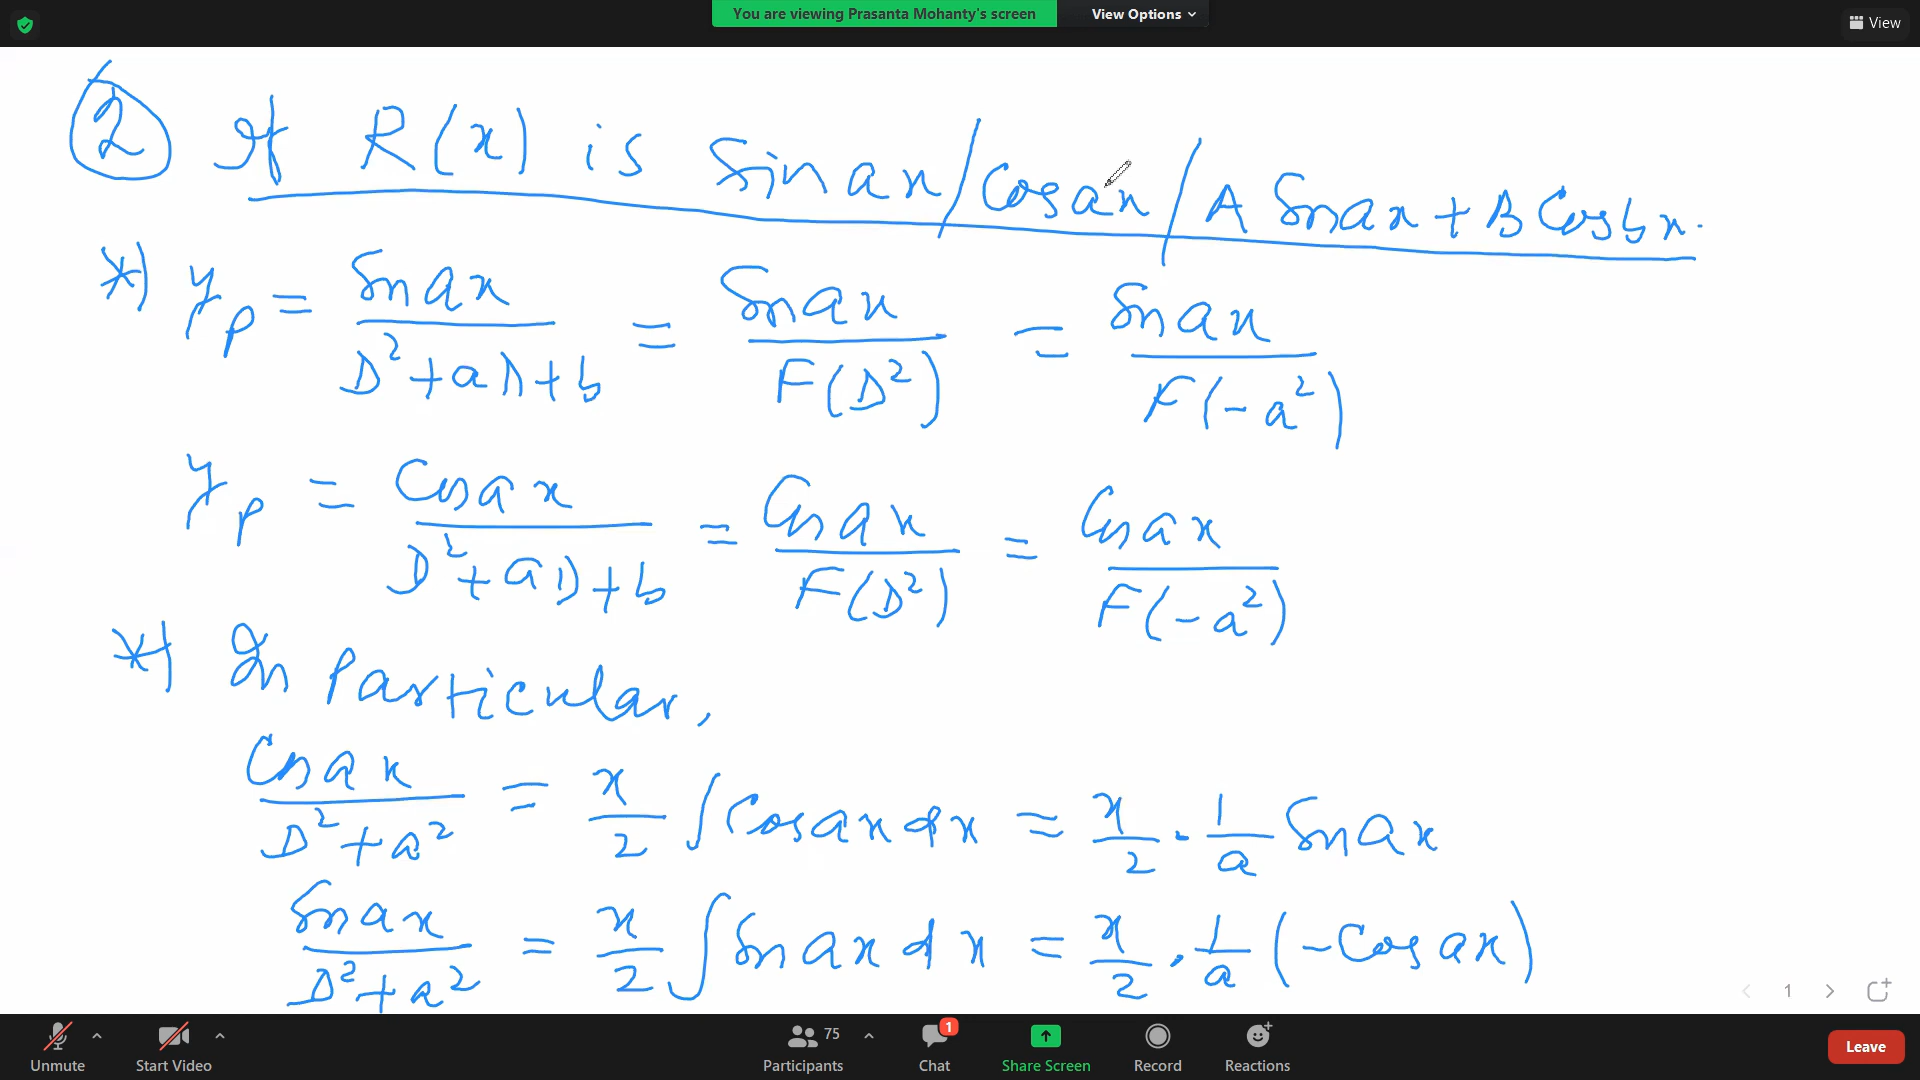 You are viewing Prasanta Mohanty's screen View Options
View
② If R(x) is Sin ax / Cos ax / A Sin ax + B Cos bx.
*) y_p = Sin ax / (D² + aD + b) = Sin ax / F(D²) = Sin ax / F(-a²)
y_p = Cos ax / (D² + aD + b) = Cos ax / F(D²) = Cos ax / F(-a²)
*) In Particular,
Cos ax / (D² + a²) = x/2 ∫ Cos ax dx = x/2 · 1/a Sin ax
Sin ax / (D² + a²) = x/2 ∫ Sin ax dx = x/2 · 1/a (-Cos ax)
1
75 1
Unmute Start Video Participants Chat Share Screen Record Reactions Leave